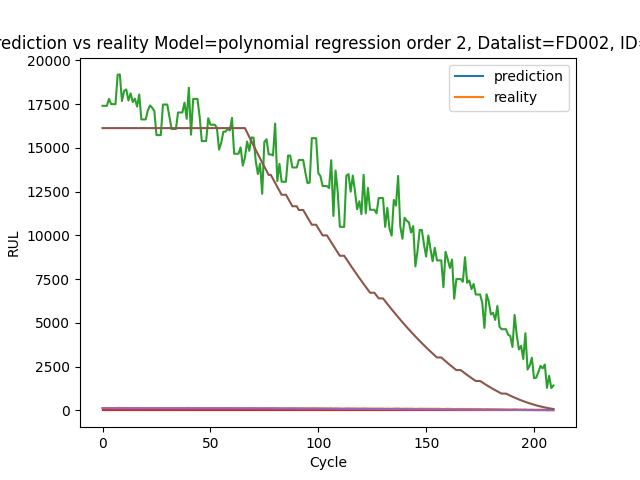 rediction vs reality Model=polynomial regression order 2, Datalist=FD002, ID=
20000
17500
15000
12500
10000
7500
5000
2500
0
RUL
prediction
reality
0 50 100 150 200
Cycle